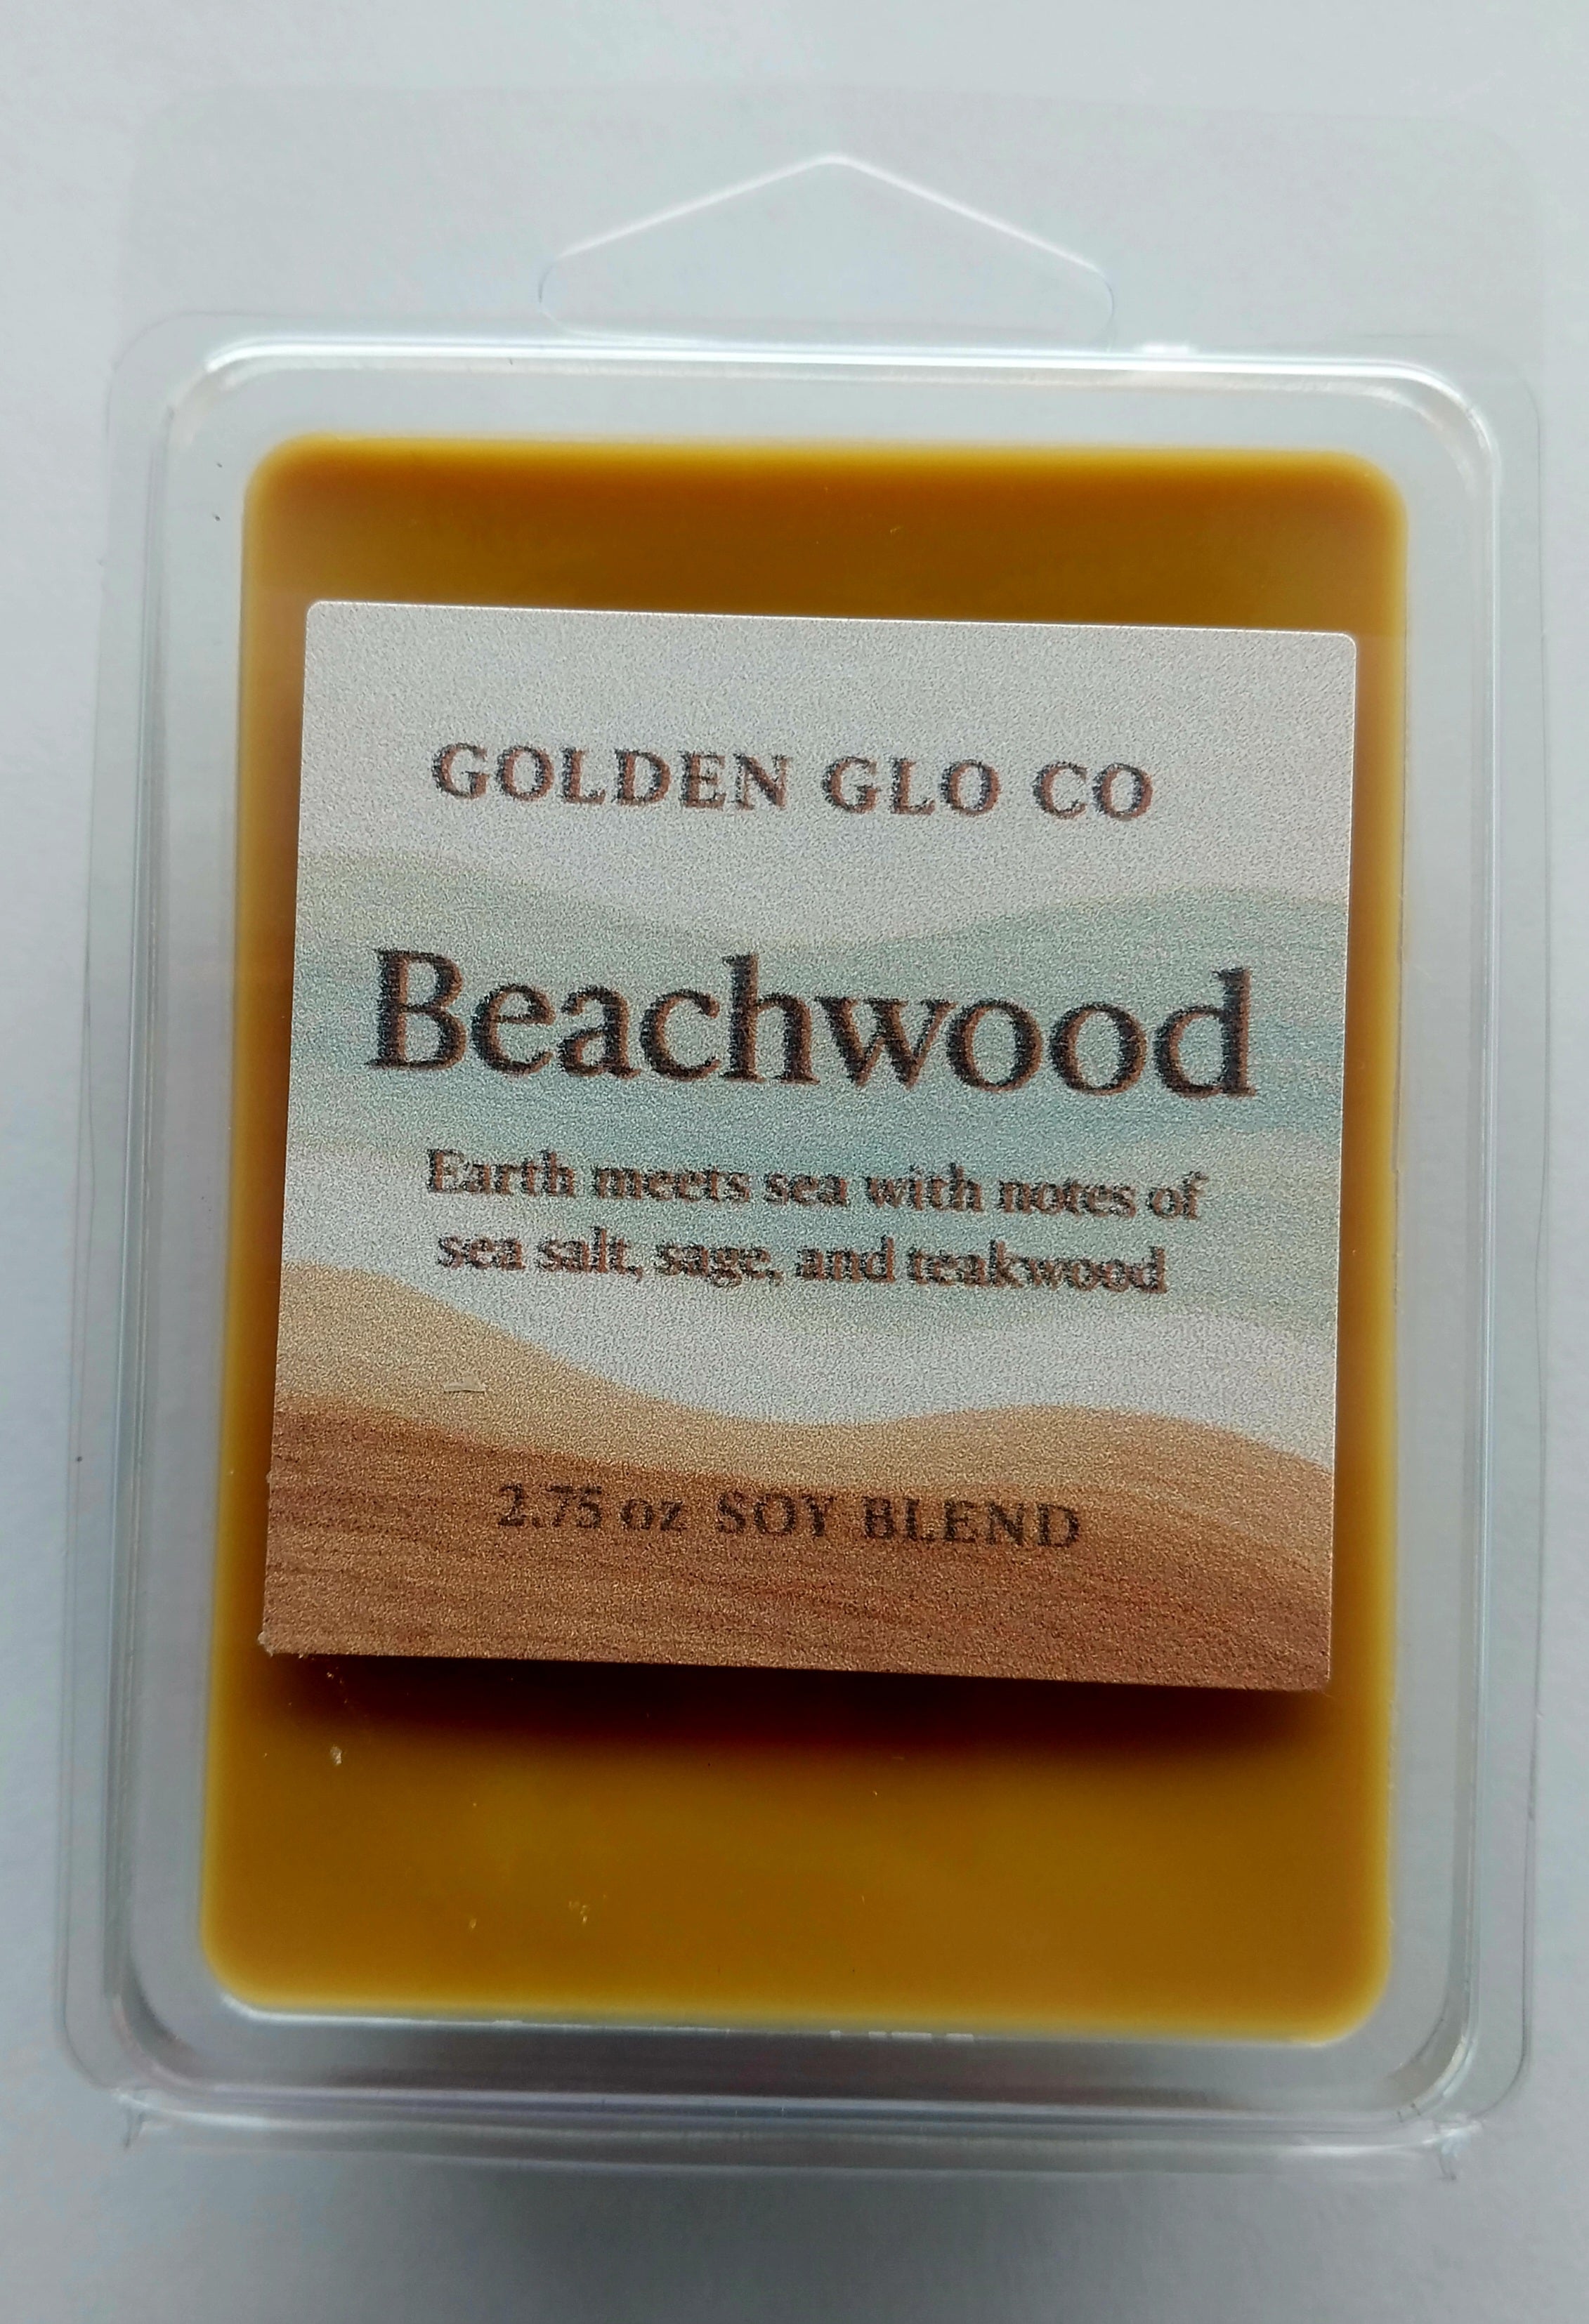 GOLDEN GLO CO
Beachwood
Earth meets sea with notes of
sea salt, sage, and teakwood
2.75 oz SOY BLEND